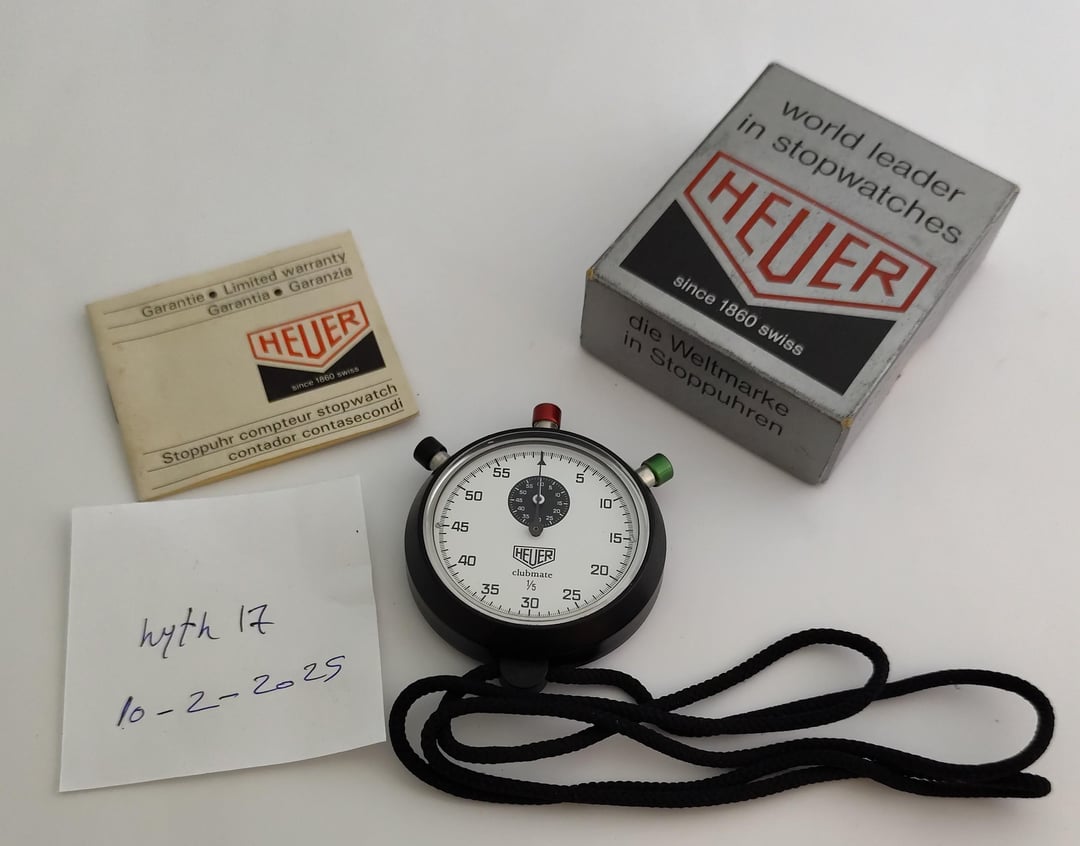 world leader
in stopwatches
HEUER
since 1860 swiss
die Weltmarke
in Stoppuhren
Garantie ● Limited warranty
Garantia ● Garanzia
HEUER
since 1860 swiss
Stoppuhr compteur stopwatch
contador contasecondi
55 5
50 10
45 15
40 20
35 30 25
HEUER
clubmate
1/5
hyth 17
10-2-2025